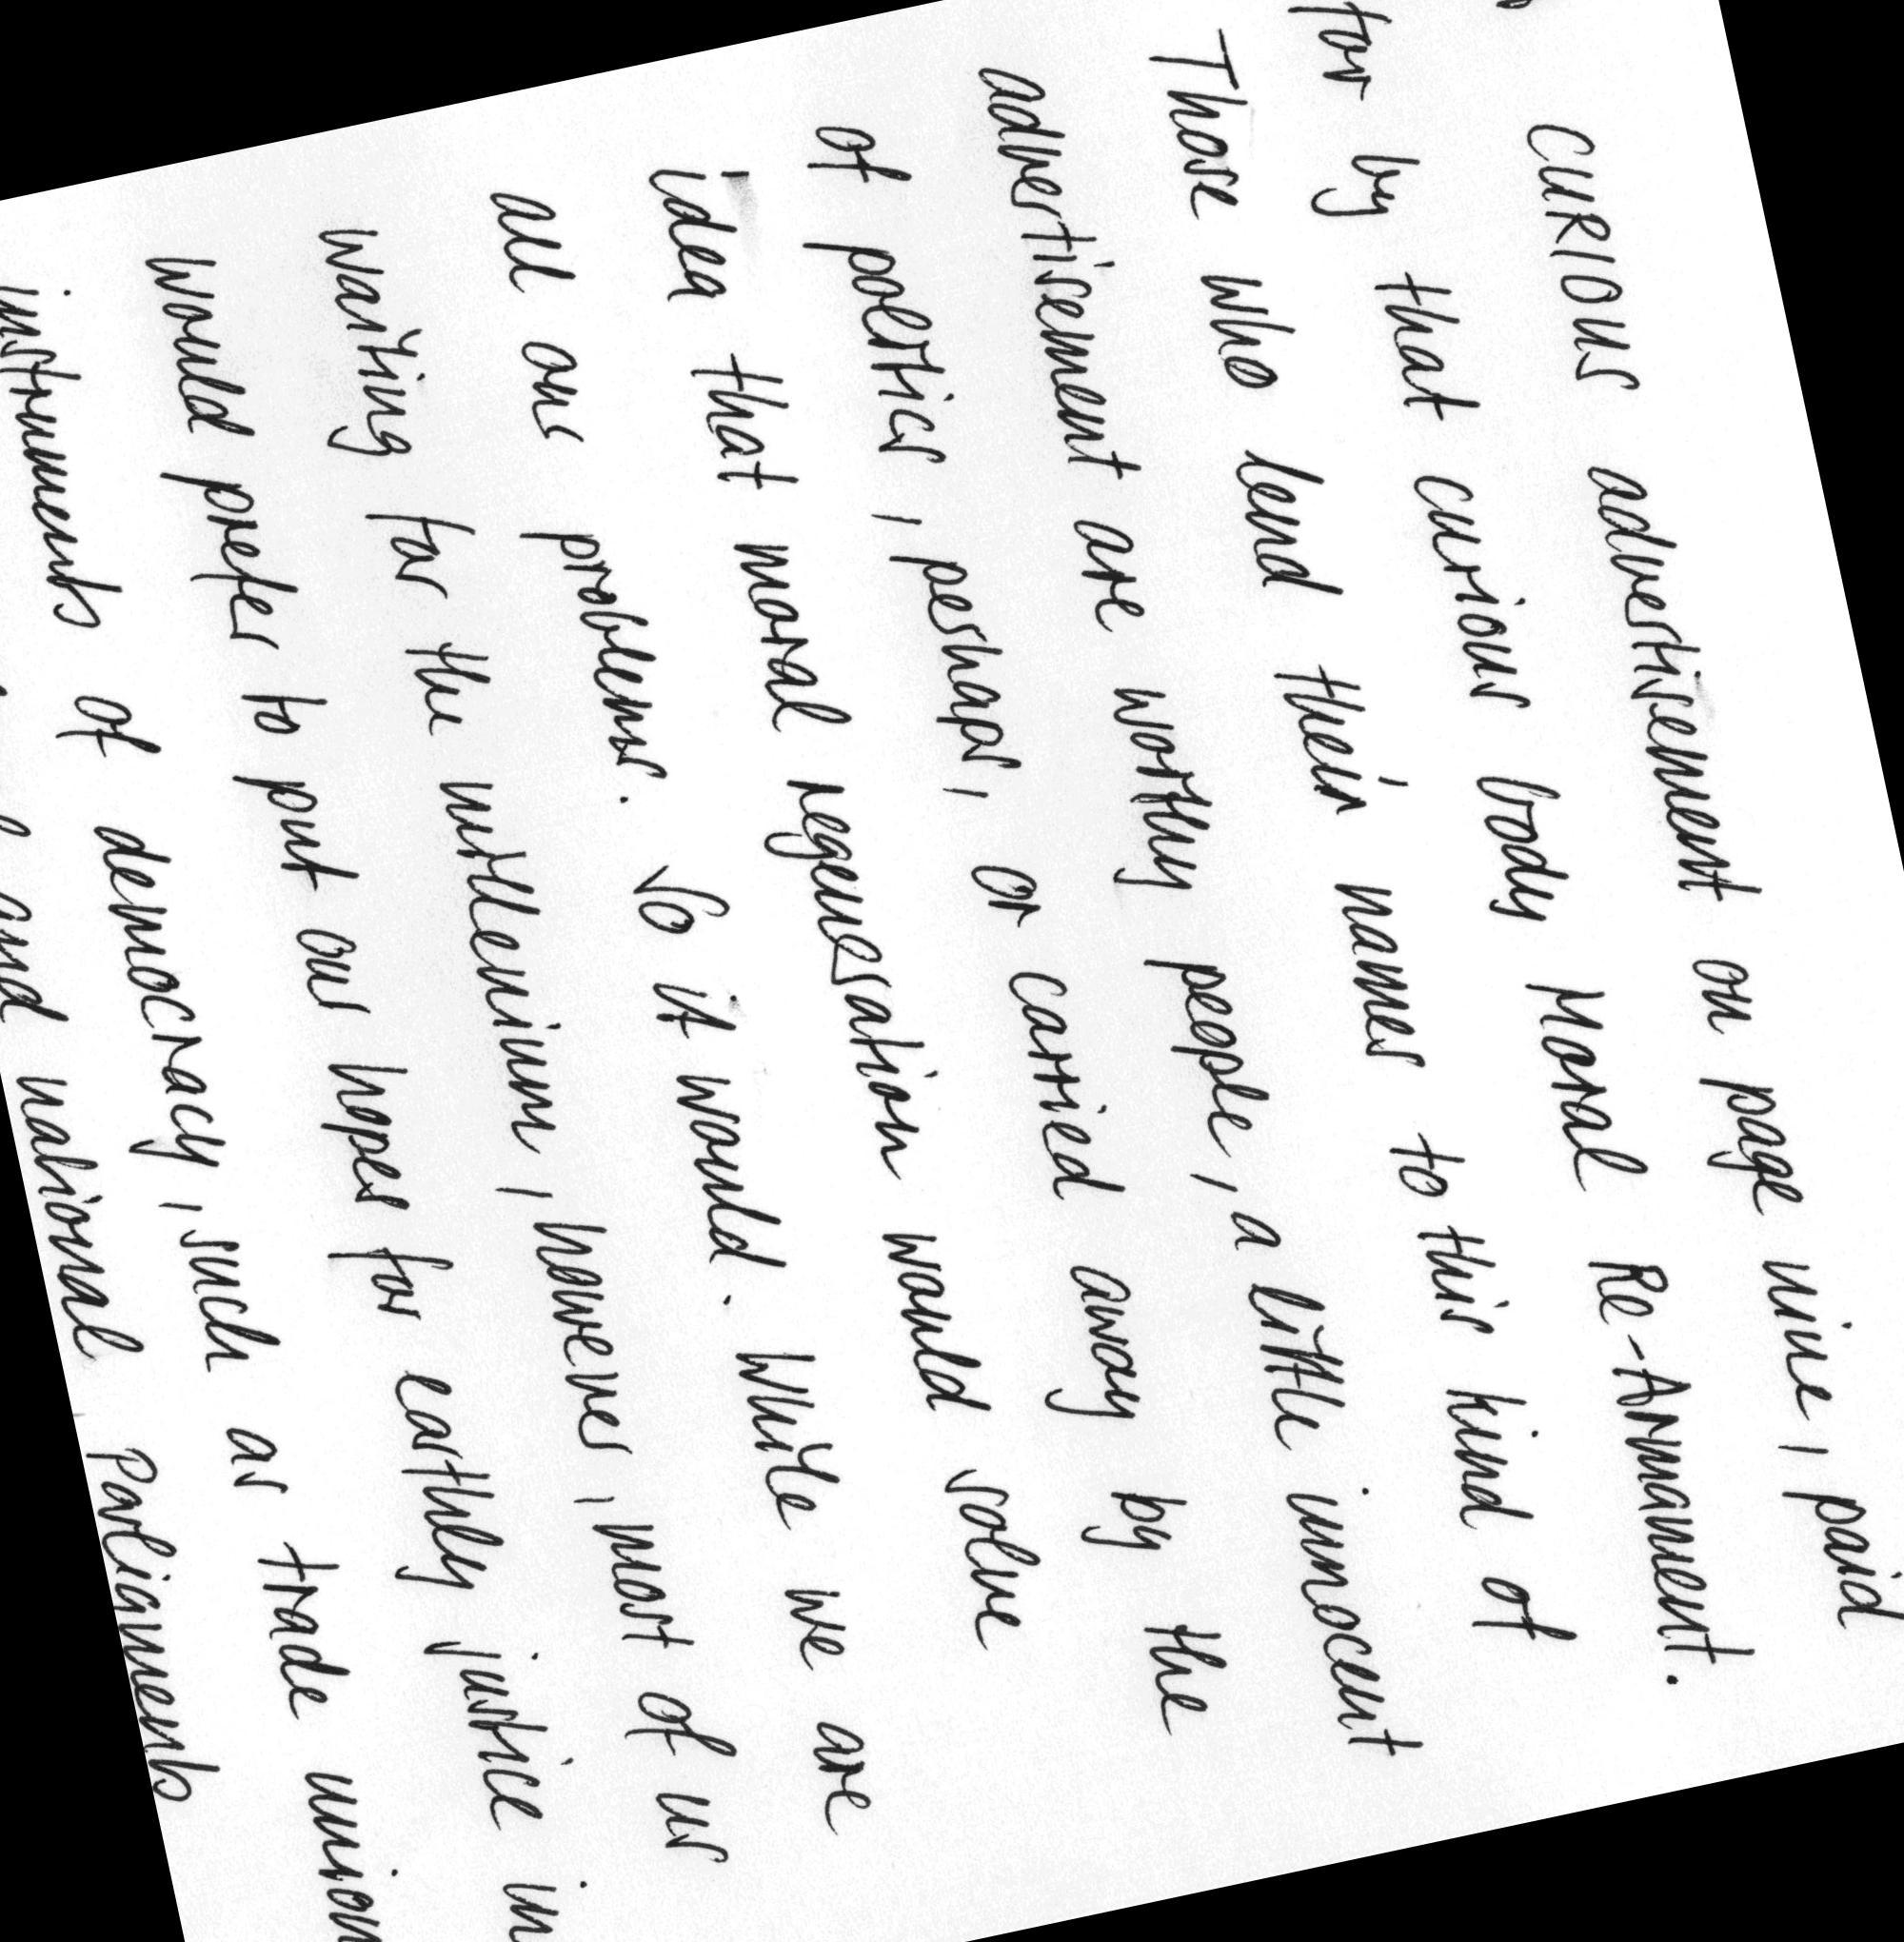 CURIOUS advertisement on page nine, paid
for by that curious body Moral Re-Armament.
Those who lend their names to this kind of
advertisement are worthy people, a little innocent
of politics, perhaps, or carried away by the
idea that moral regeneration would solve
all our problems. So it would. While we are
waiting for the millenium, however, most of us
would prefer to put our hopes for earthly justice in
instruments of democracy, such as trade union
and national Parliaments